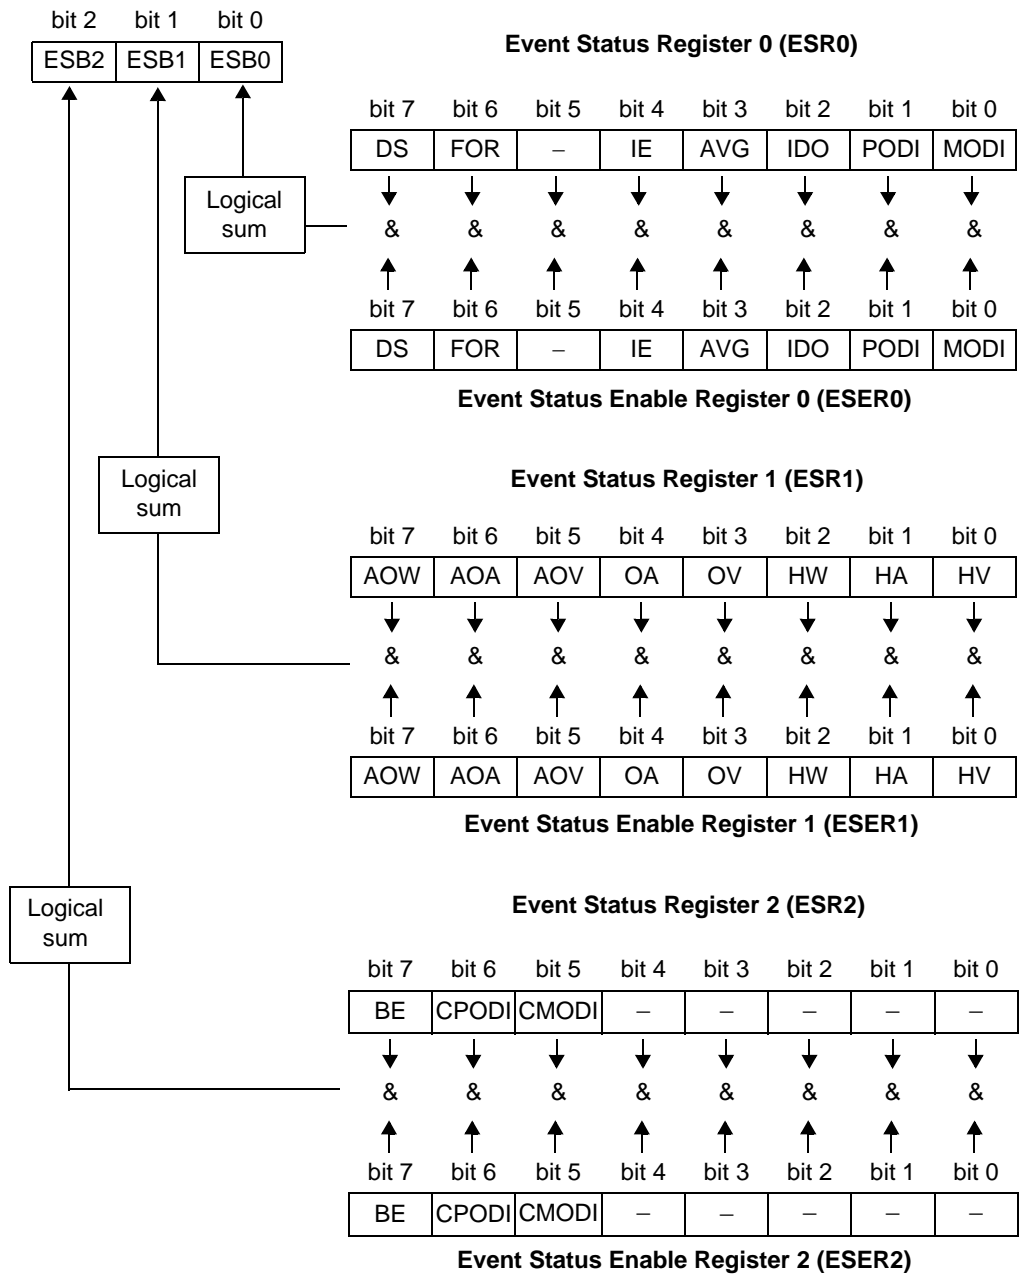 bit 2 bit 1 bit 0
ESB2 ESB1 ESB0
Event Status Register 0 (ESR0)
bit 7 bit 6 bit 5 bit 4 bit 3 bit 2 bit 1 bit 0
DS FOR – IE AVG IDO PODI MODI
Logical
sum
& & & & & & & &
bit 7 bit 6 bit 5 bit 4 bit 3 bit 2 bit 1 bit 0
DS FOR – IE AVG IDO PODI MODI
Event Status Enable Register 0 (ESER0)
Logical
sum
Event Status Register 1 (ESR1)
bit 7 bit 6 bit 5 bit 4 bit 3 bit 2 bit 1 bit 0
AOW AOA AOV OA OV HW HA HV
& & & & & & & &
bit 7 bit 6 bit 5 bit 4 bit 3 bit 2 bit 1 bit 0
AOW AOA AOV OA OV HW HA HV
Event Status Enable Register 1 (ESER1)
Logical
sum
Event Status Register 2 (ESR2)
bit 7 bit 6 bit 5 bit 4 bit 3 bit 2 bit 1 bit 0
BE CPODI CMODI – – – – –
& & & & & & & &
bit 7 bit 6 bit 5 bit 4 bit 3 bit 2 bit 1 bit 0
BE CPODI CMODI – – – – –
Event Status Enable Register 2 (ESER2)